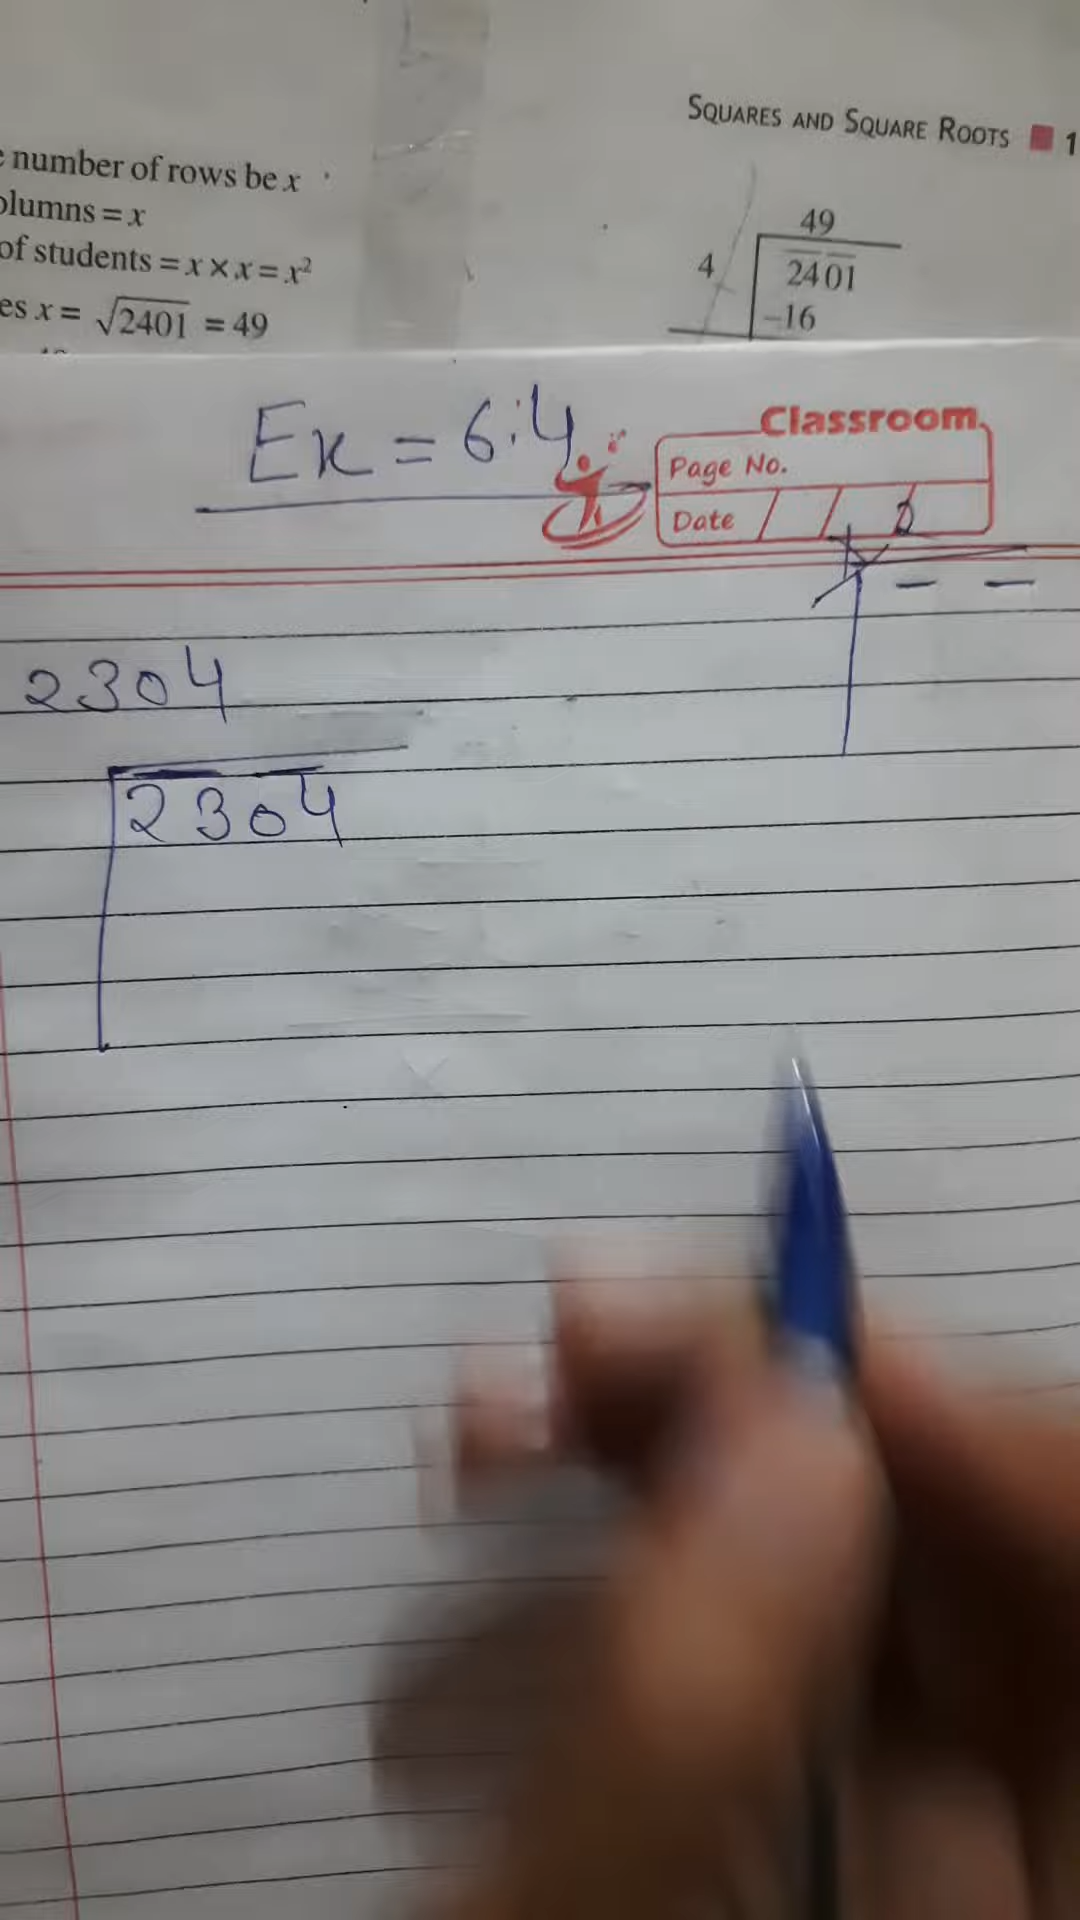 SQUARES AND SQUARE ROOTS 1
number of rows be x
olumns = x
of students = x × x = x²
es x = √2401 = 49
49
4 2401
−16
Ex = 6.4
Classroom
Page No.
Date / /
2304
2304